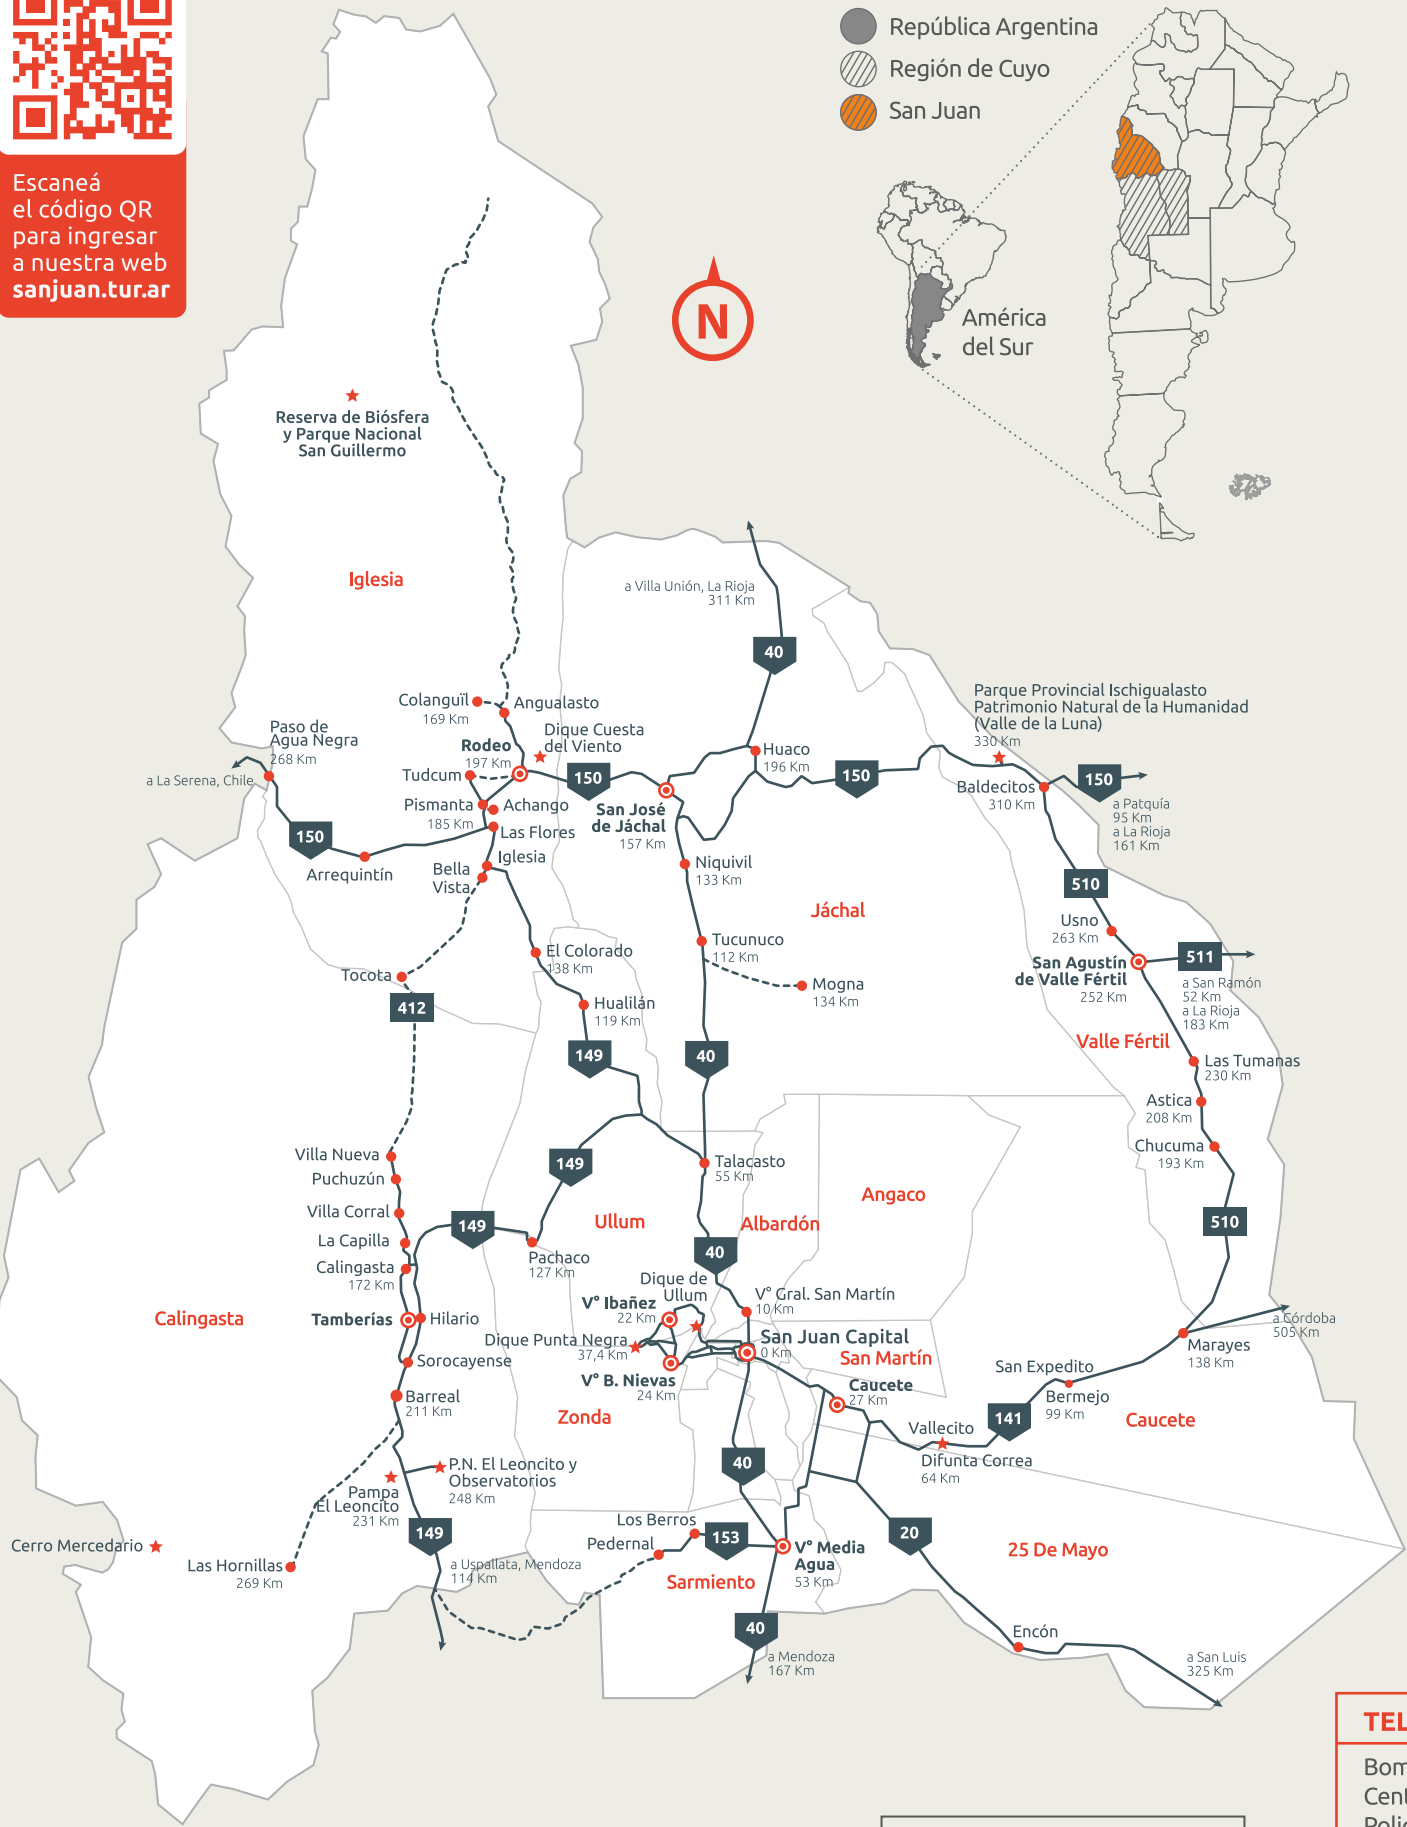 Escaneá
el código QR
para ingresar
a nuestra web
sanjuan.tur.ar
República Argentina
Región de Cuyo
San Juan
América
del Sur
N
Reserva de Biósfera
y Parque Nacional
San Guillermo
Iglesia
a Villa Unión, La Rioja
311 Km
40
Colanguïl
169 Km
Angualasto
Paso de
Agua Negra
268 Km
a La Serena, Chile
Rodeo
197 Km
Dique Cuesta
del Viento
Tudcum
150
Pismanta
185 Km
Achango
Las Flores
150
Arrequintín
Iglesia
Bella
Vista
San José
de Jáchal
157 Km
Huaco
196 Km
150
Parque Provincial Ischigualasto
Patrimonio Natural de la Humanidad
(Valle de la Luna)
330 Km
Baldecitos
310 Km
150
a Patquía
95 Km
a La Rioja
161 Km
Niquivil
133 Km
Jáchal
510
Usno
263 Km
El Colorado
138 Km
Tucunuco
112 Km
Mogna
134 Km
San Agustín
de Valle Fértil
252 Km
511
a San Ramón
52 Km
a La Rioja
183 Km
Tocota
412
Hualilán
119 Km
149
40
Valle Fértil
Las Tumanas
230 Km
Astica
208 Km
Chucuma
193 Km
Villa Nueva
Puchuzún
Villa Corral
La Capilla
Calingasta
172 Km
149
149
Talacasto
55 Km
Angaco
Ullum
Albardón
510
Pachaco
127 Km
40
Dique de
Ullum
V° Gral. San Martín
10 Km
Calingasta
Tamberías
Hilario
V° Ibañez
22 Km
Dique Punta Negra
37,4 Km
San Juan Capital
0 Km
San Martín
a Córdoba
505 Km
Marayes
138 Km
Sorocayense
V° B. Nievas
24 Km
Caucete
27 Km
San Expedito
Bermejo
99 Km
Barreal
211 Km
Zonda
Vallecito
141
Caucete
Difunta Correa
64 Km
P.N. El Leoncito y
Observatorios
248 Km
Pampa
El Leoncito
231 Km
40
149
Los Berros
153
Pedernal
20
25 De Mayo
Cerro Mercedario
Las Hornillas
269 Km
a Uspallata, Mendoza
114 Km
V° Media
Agua
53 Km
Sarmiento
40
a Mendoza
167 Km
Encón
a San Luis
325 Km
TEL
Bom
Cent